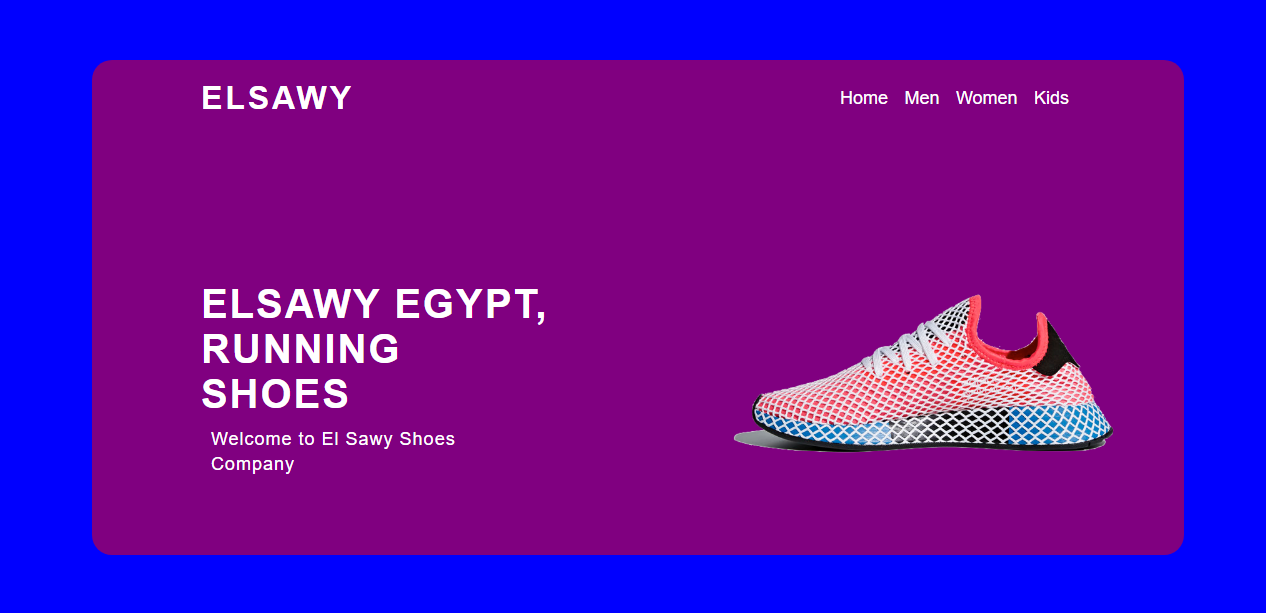 ELSAWY
Home Men Women Kids
ELSAWY EGYPT,
RUNNING
SHOES
Welcome to El Sawy Shoes
Company